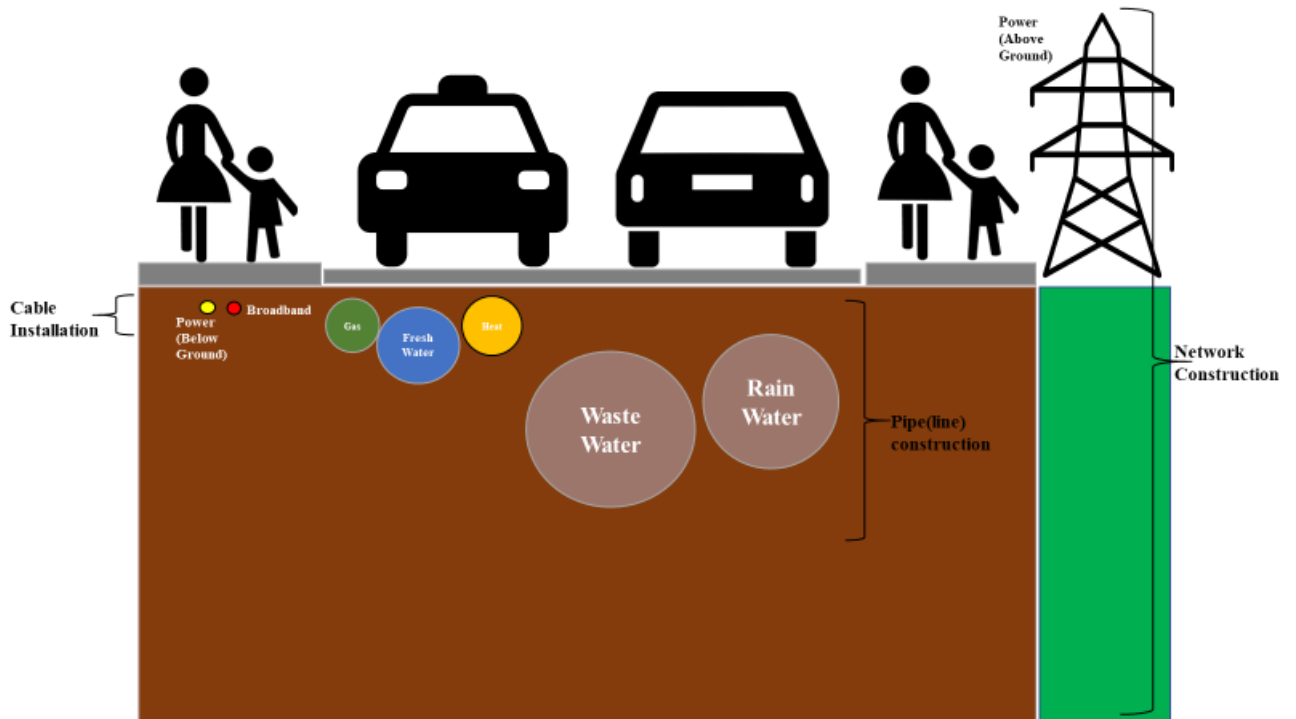 Power
(Above
Ground)
Cable
Installation
Power
(Below
Ground)
Broadband
Gas
Fresh
Water
Heat
Waste
Water
Rain
Water
Pipe(line)
construction
Network
Construction